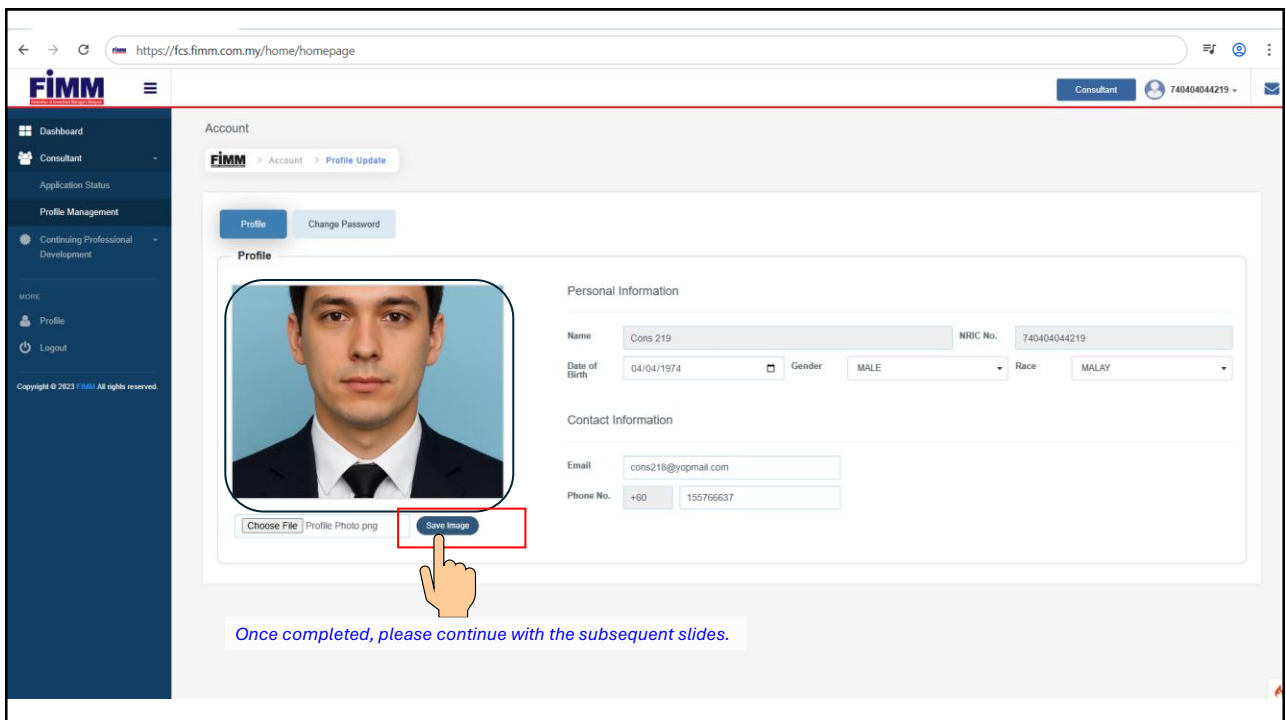 https://fcs.fimm.com.my/home/homepage
FiMM
Consultant
740404044219
Dashboard
Consultant
Application Status
Profile Management
Continuing Professional
Development
MORE
Profile
Logout
Copyright © 2023 FIMM All rights reserved.
Account
FiMM > Account > Profile Update
Profile
Change Password
Profile
Personal Information
Name Cons 219 NRIC No. 740404044219
Date of
Birth 04/04/1974 Gender MALE Race MALAY
Contact Information
Email cons218@yopmail.com
Phone No. +60 155766637
Choose File Profile Photo.png Save Image
Once completed, please continue with the subsequent slides.